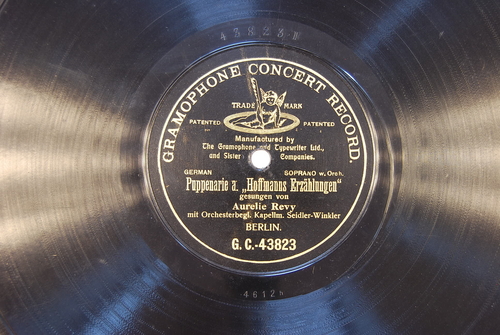 43823
GRAMOPHONE CONCERT RECORD.
TRADE MARK
PATENTED PATENTED
Manufactured by
The Gramophone and Typewriter Ltd.,
and Sister Companies.
GERMAN SOPRANO w. Orch.
Puppenarie a. „Hoffmanns Erzählungen“
gesungen von
Aurelie Revy
mit Orchesterbegl. Kapellm. Seidler-Winkler
BERLIN.
G. C.-43823
4612